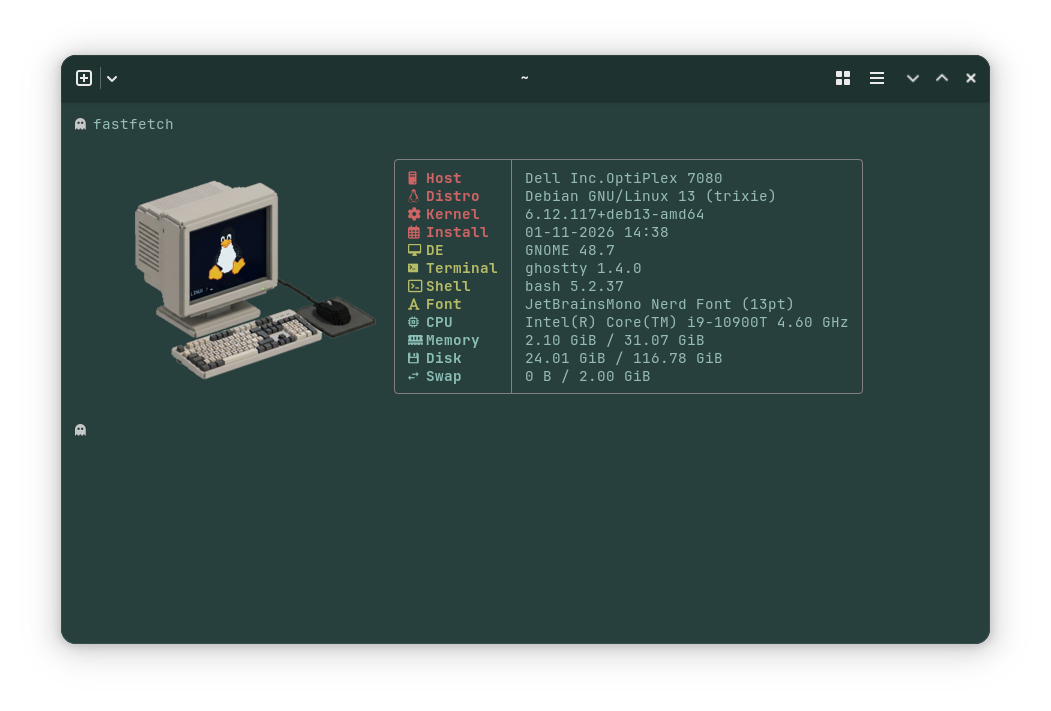 ~
fastfetch
Host Dell Inc.OptiPlex 7080
Distro Debian GNU/Linux 13 (trixie)
Kernel 6.12.117+deb13-amd64
Install 01-11-2026 14:38
DE GNOME 48.7
Terminal ghostty 1.4.0
Shell bash 5.2.37
Font JetBrainsMono Nerd Font (13pt)
CPU Intel(R) Core(TM) i9-10900T 4.60 GHz
Memory 2.10 GiB / 31.07 GiB
Disk 24.01 GiB / 116.78 GiB
Swap 0 B / 2.00 GiB